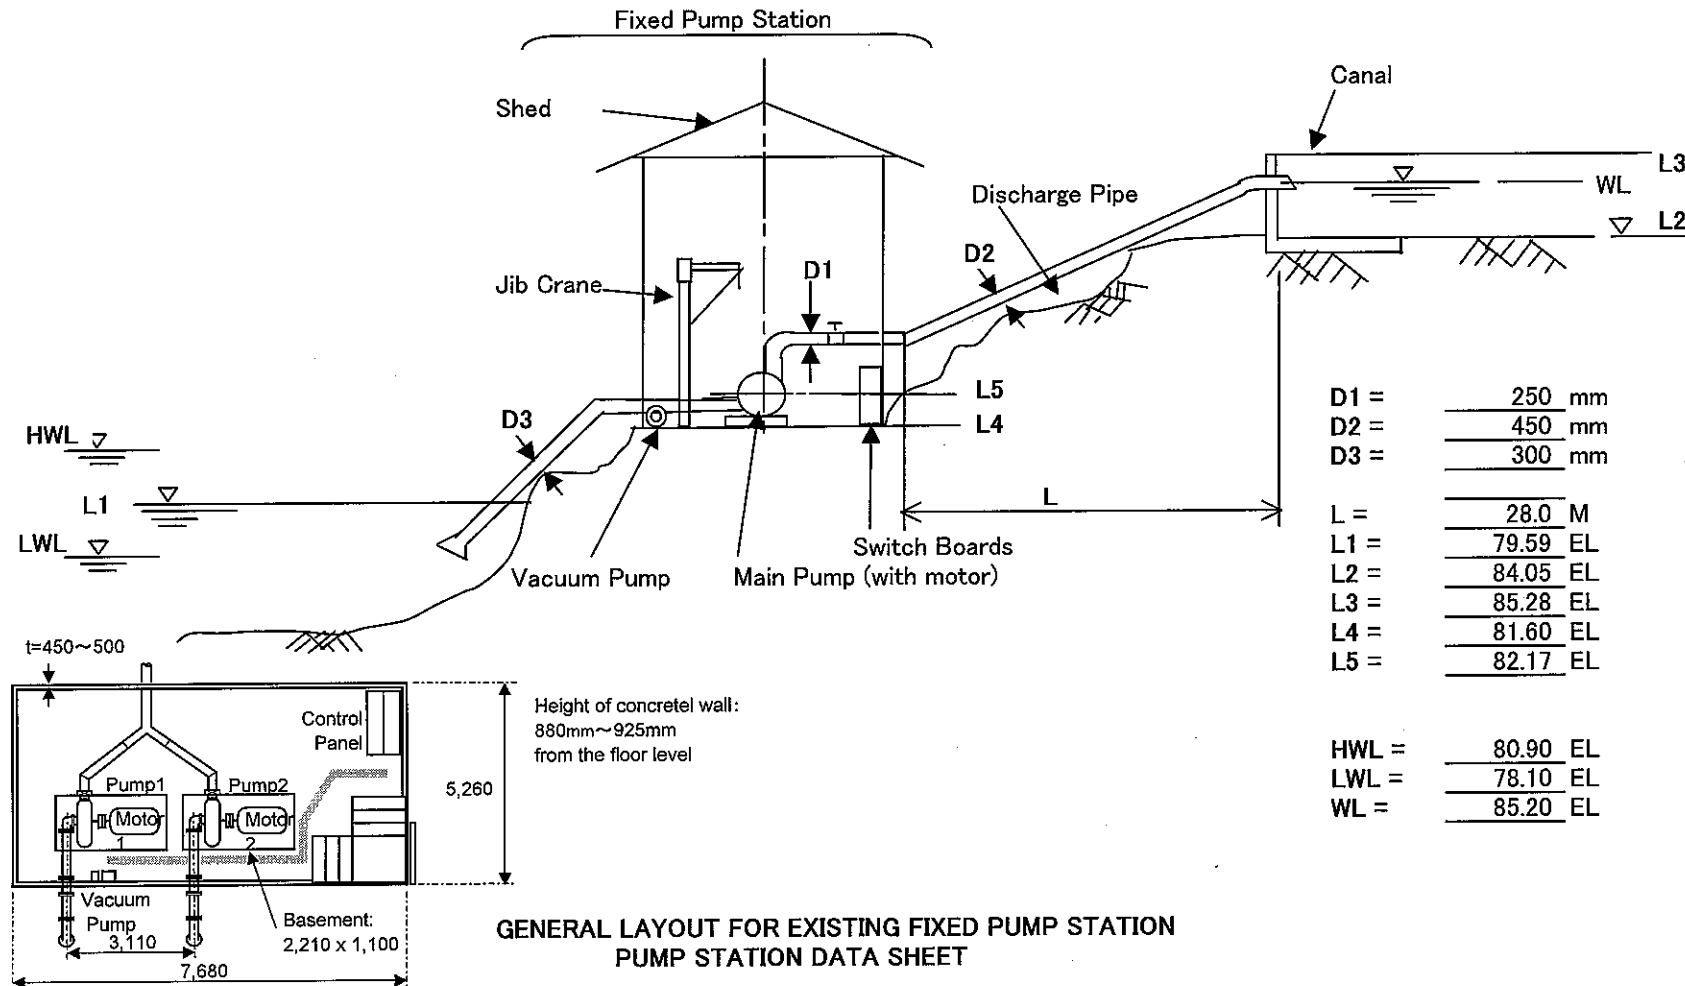 Fixed Pump Station
Shed
Canal
L3
WL
L2
Discharge Pipe
D2
D1
Jib Crane
L5
L4
D3
HWL
L1
LWL
L
Vacuum Pump
Main Pump (with motor)
Switch Boards
D1 = 250 mm
D2 = 450 mm
D3 = 300 mm
L = 28.0 M
L1 = 79.59 EL
L2 = 84.05 EL
L3 = 85.28 EL
L4 = 81.60 EL
L5 = 82.17 EL
HWL = 80.90 EL
LWL = 78.10 EL
WL = 85.20 EL
t=450～500
Control
Panel
Pump1
Pump2
Motor
1
Motor
2
Vacuum
Pump
3,110
7,680
Basement:
2,210 x 1,100
5,260
Height of concretel wall:
880mm～925mm
from the floor level
GENERAL LAYOUT FOR EXISTING FIXED PUMP STATION
PUMP STATION DATA SHEET